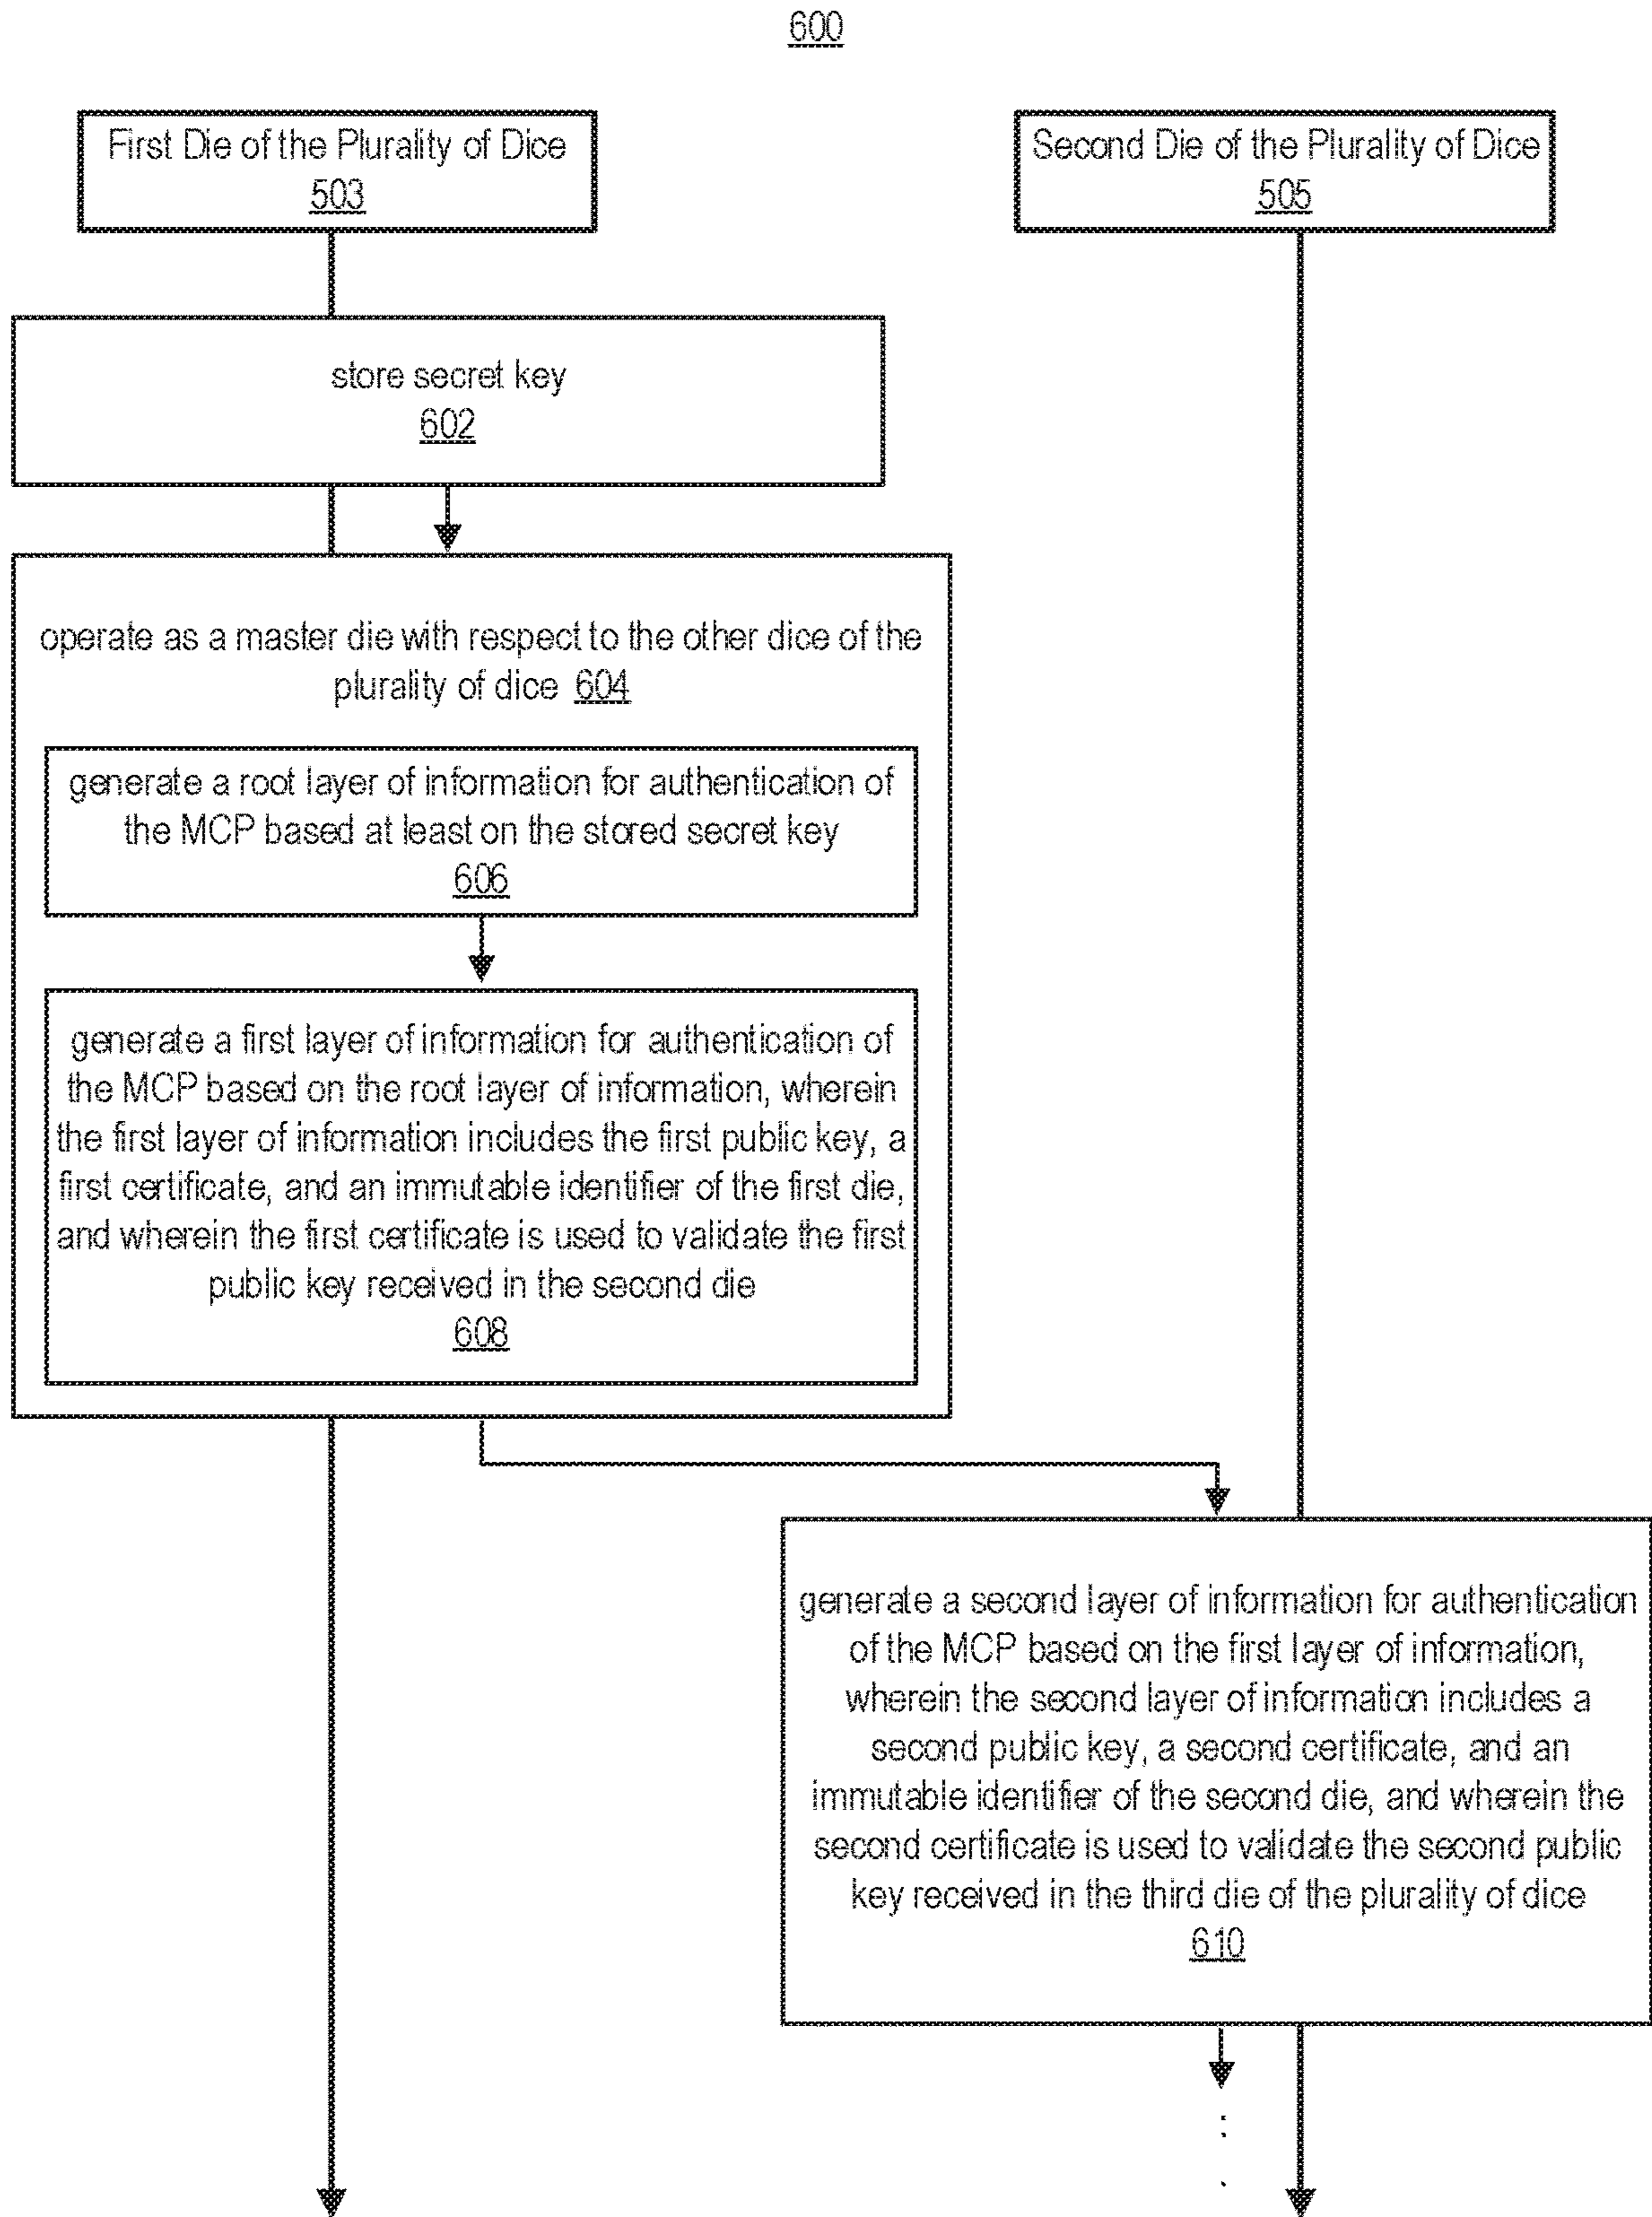 600
First Die of the Plurality of Dice
503
Second Die of the Plurality of Dice
505
store secret key
602
operate as a master die with respect to the other dice of the
plurality of dice 604
generate a root layer of information for authentication of
the MCP based at least on the stored secret key
606
generate a first layer of information for authentication of
the MCP based on the root layer of information, wherein
the first layer of information includes the first public key, a
first certificate, and an immutable identifier of the first die,
and wherein the first certificate is used to validate the first
public key received in the second die
608
generate a second layer of information for authentication
of the MCP based on the first layer of information,
wherein the second layer of information includes a
second public key, a second certificate, and an
immutable identifier of the second die, and wherein the
second certificate is used to validate the second public
key received in the third die of the plurality of dice
610